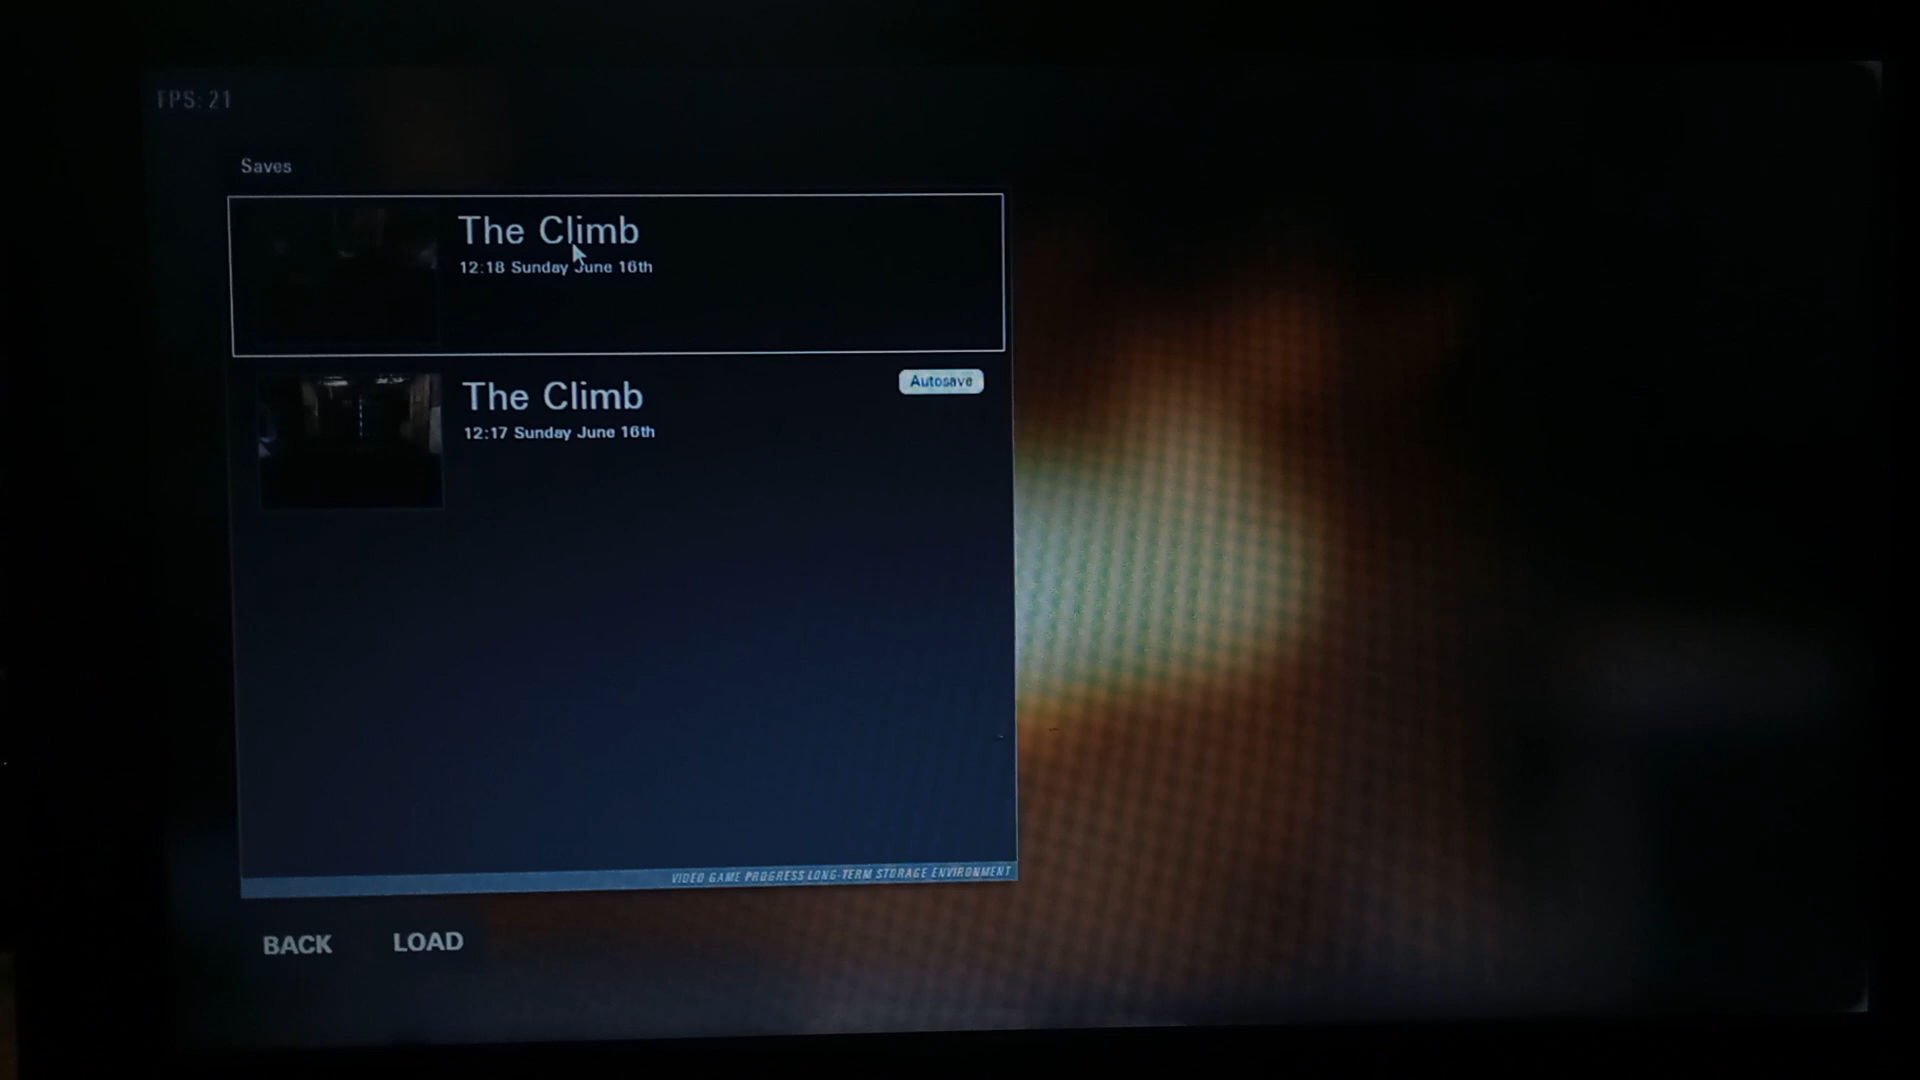 FPS: 21
Saves
The Climb
12:18 Sunday June 16th
The Climb
Autosave
12:17 Sunday June 16th
VIDEO GAME PROGRESS LONG-TERM STORAGE ENVIRONMENT
BACK LOAD